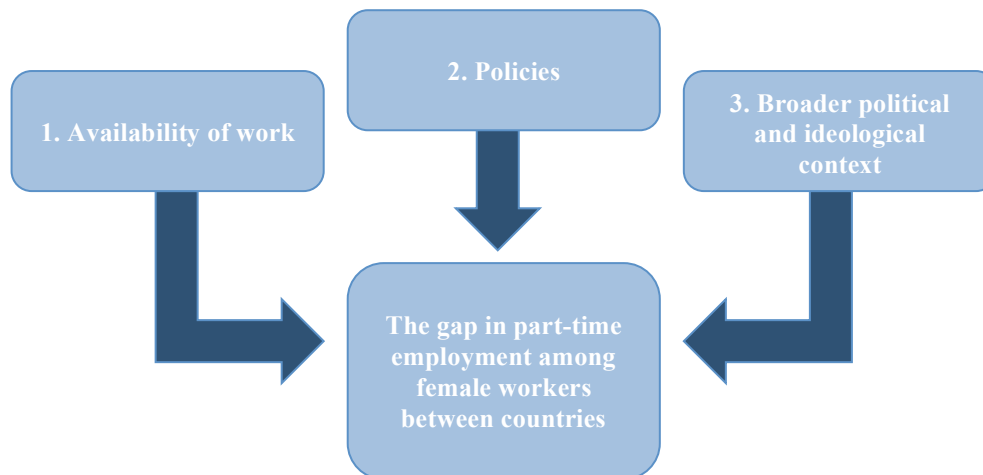 1. Availability of work
2. Policies
3. Broader political
and ideological
context
The gap in part-time
employment among
female workers
between countries